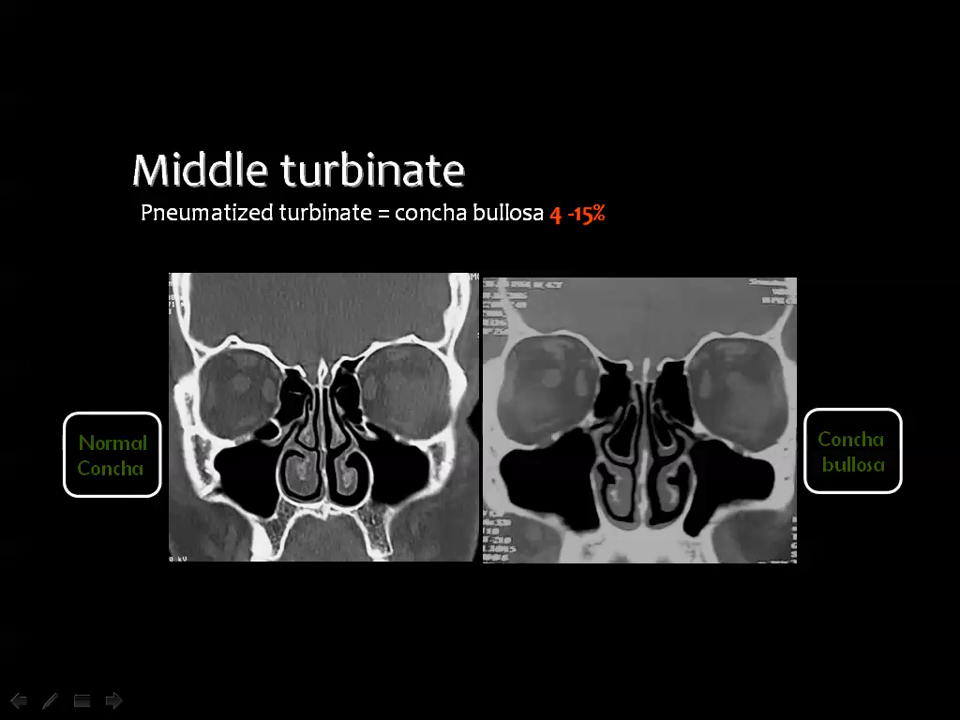 Middle turbinate
Pneumatized turbinate = concha bullosa 4 -15%
Normal
Concha
Concha
bullosa